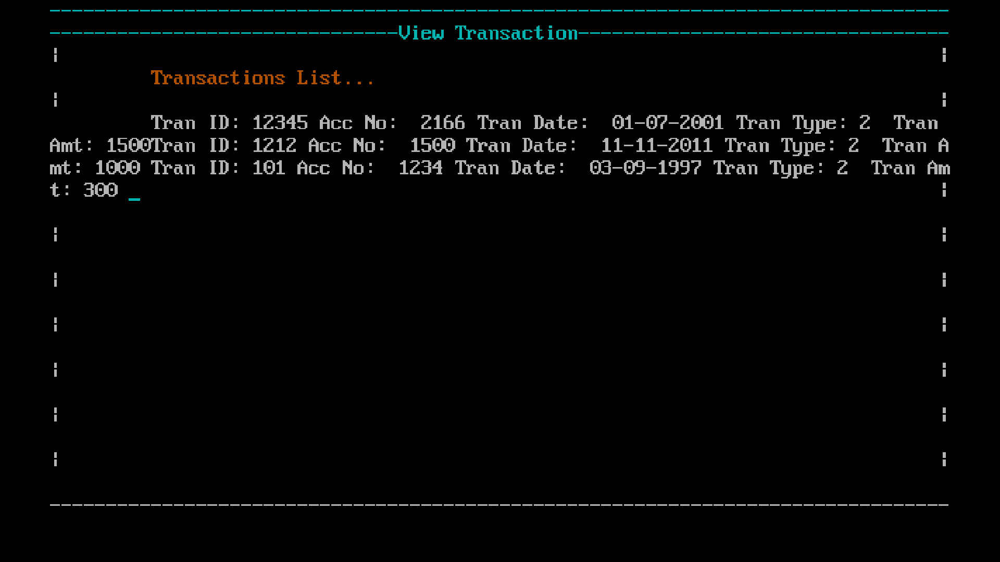 View Transaction
Transactions List...
Tran ID: 12345 Acc No:  2166 Tran Date:  01-07-2001 Tran Type: 2  Tran
Amt: 1500Tran ID: 1212 Acc No:  1500 Tran Date:  11-11-2011 Tran Type: 2  Tran A
mt: 1000 Tran ID: 101 Acc No:  1234 Tran Date:  03-09-1997 Tran Type: 2  Tran Am
t: 300 _